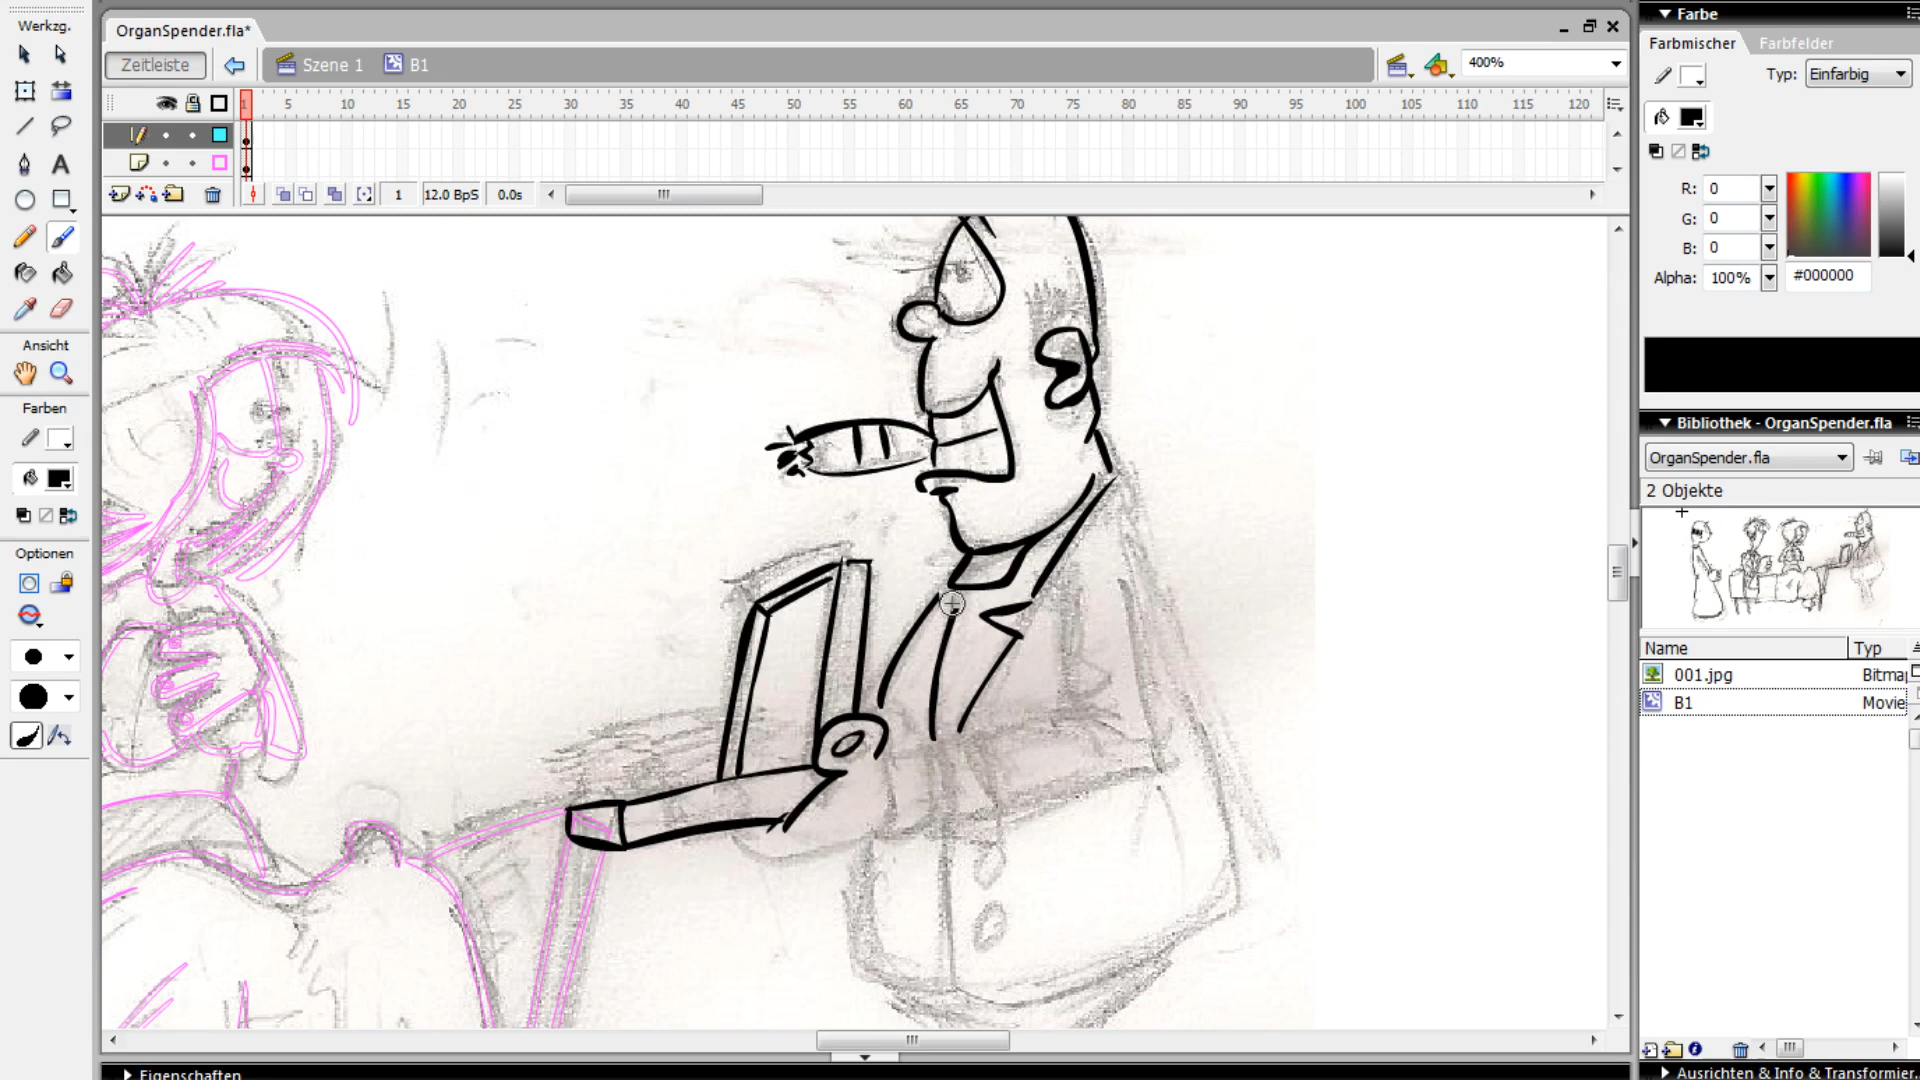 Werkzg.
OrganSpender.fla*
Farbe
Farbmischer Farbfelder
Zeitleiste Szene 1 B1 400%
Typ: Einfarbig
1 5 10 15 20 25 30 35 40 45 50 55 60 65 70 75 80 85 90 95 100 105 110 115 120
R: 0
G: 0
B: 0
Alpha: 100% #000000
1 12.0 BpS 0.0s
A
Ansicht
Farben
Optionen
Bibliothek - OrganSpender.fla
OrganSpender.fla
2 Objekte
Name Typ
001.jpg Bitmap
B1 Movie
Eigenschaften
Ausrichten & Info & Transformier...